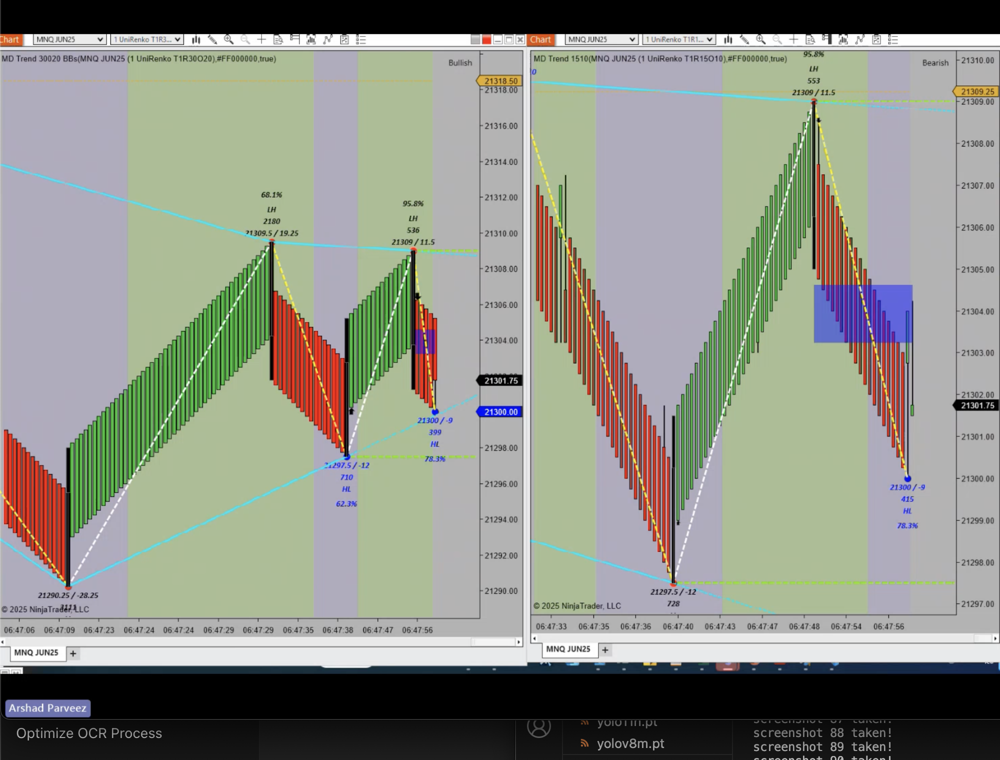 Chart
MNQ JUN25
1 UniRenko T1R3...
MD Trend 30020 BBs(MNQ JUN25 (1 UniRenko T1R30O20),#FF000000,true)
Bullish
21318.50
21318.00
21316.00
21314.00
21312.00
21310.00
21308.00
21306.00
21304.00
21301.75
21300.00
21298.00
21296.00
21294.00
21292.00
21290.00
68.1%
LH
2180
21309.5 / 19.25
95.8%
LH
536
21309 / 11.5
21300 / -9
399
HL
78.3%
21297.5 / -12
710
HL
62.3%
21290.25 / -28.25
© 2025 NinjaTrader, LLC
06:47:06
06:47:09
06:47:23
06:47:24
06:47:24
06:47:29
06:47:29
06:47:35
06:47:38
06:47:47
06:47:56
MNQ JUN25
+
Chart
MNQ JUN25
1 UniRenko T1R1...
MD Trend 1510(MNQ JUN25 (1 UniRenko T1R15O10),#FF000000,true)
Bearish
21310.00
21309.25
21309.00
21308.00
21307.00
21306.00
21305.00
21304.00
21303.00
21301.75
21301.00
21300.00
21299.00
21298.00
21297.00
95.8%
LH
553
21309 / 11.5
21300 / -9
415
HL
78.3%
21297.5 / -12
728
© 2025 NinjaTrader, LLC
06:47:33
06:47:35
06:47:36
06:47:40
06:47:43
06:47:47
06:47:48
06:47:54
06:47:56
MNQ JUN25
+
Arshad Parveez
Optimize OCR Process
yolo11n.pt
yolov8m.pt
screenshot 87 taken!
screenshot 88 taken!
screenshot 89 taken!
screenshot 90 taken!